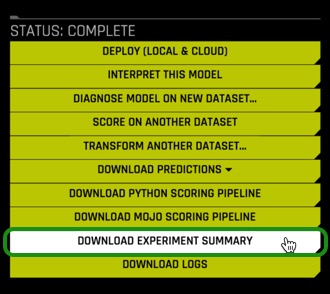 STATUS: COMPLETE
DEPLOY (LOCAL & CLOUD)
INTERPRET THIS MODEL
DIAGNOSE MODEL ON NEW DATASET...
SCORE ON ANOTHER DATASET
TRANSFORM ANOTHER DATASET...
DOWNLOAD PREDICTIONS
DOWNLOAD PYTHON SCORING PIPELINE
DOWNLOAD MOJO SCORING PIPELINE
DOWNLOAD EXPERIMENT SUMMARY
DOWNLOAD LOGS